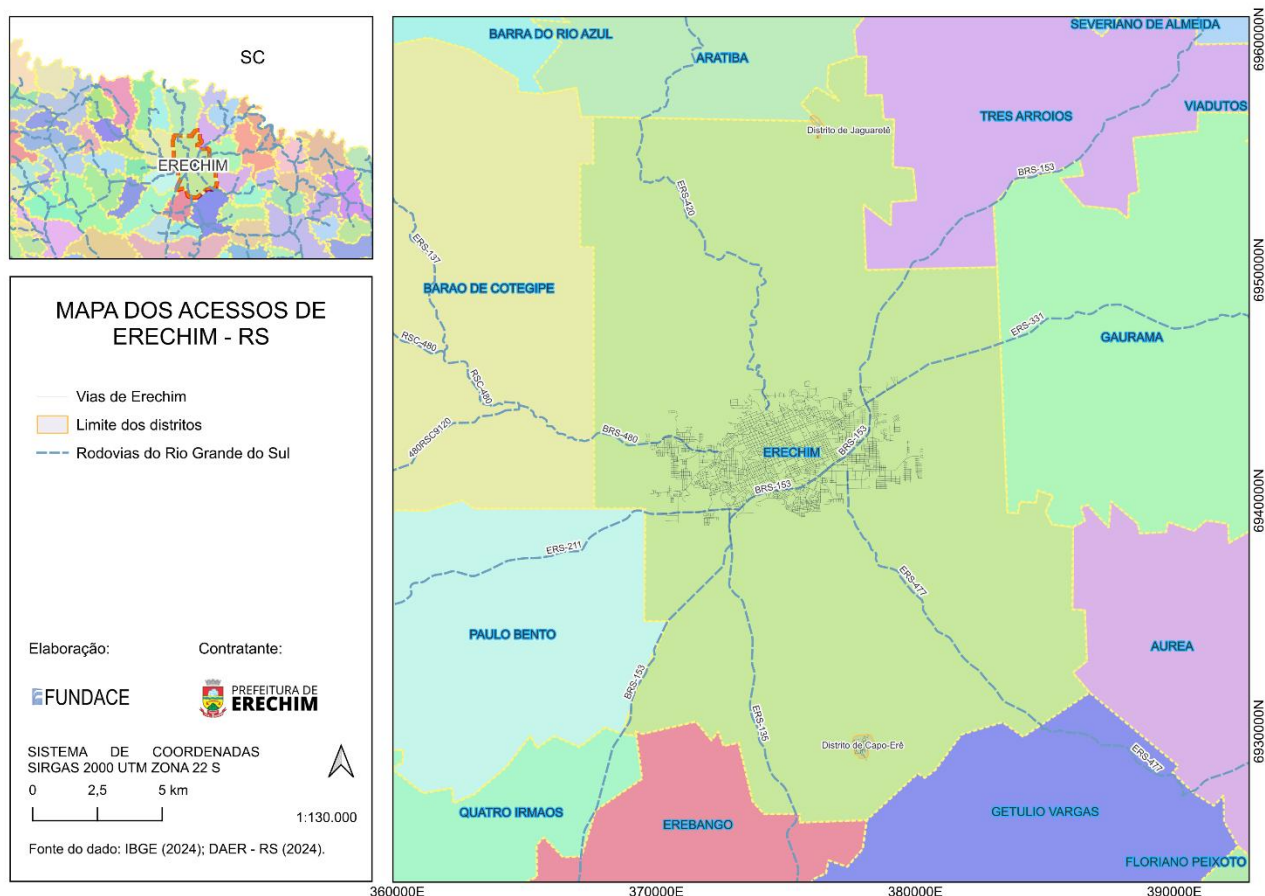 SC
ERECHIM
MAPA DOS ACESSOS DE
ERECHIM - RS
Vias de Erechim
Limite dos distritos
Rodovias do Rio Grande do Sul
Elaboração:
Contratante:
FUNDACE
PREFEITURA DE
ERECHIM
SISTEMA DE COORDENADAS
SIRGAS 2000 UTM ZONA 22 S
0 2,5 5 km
1:130.000
Fonte do dado: IBGE (2024); DAER - RS (2024).
BARRA DO RIO AZUL
SEVERIANO DE ALMEIDA
ARATIBA
TRES ARROIOS
VIADUTOS
Distrito de Jaguaretê
BRS-153
ERS-420
ERS-137
BARAO DE COTEGIPE
ERS-331
GAURAMA
RSC-480
RSC-480
480RSC9120
BRS-480
ERECHIM
BRS-153
BRS-153
ERS-211
ERS-477
PAULO BENTO
AUREA
BRS-153
ERS-135
Distrito de Capo-Erê
ERS-477
QUATRO IRMAOS
EREBANGO
GETULIO VARGAS
FLORIANO PEIXOTO
6960000N
6950000N
6940000N
6930000N
360000E
370000E
380000E
390000E